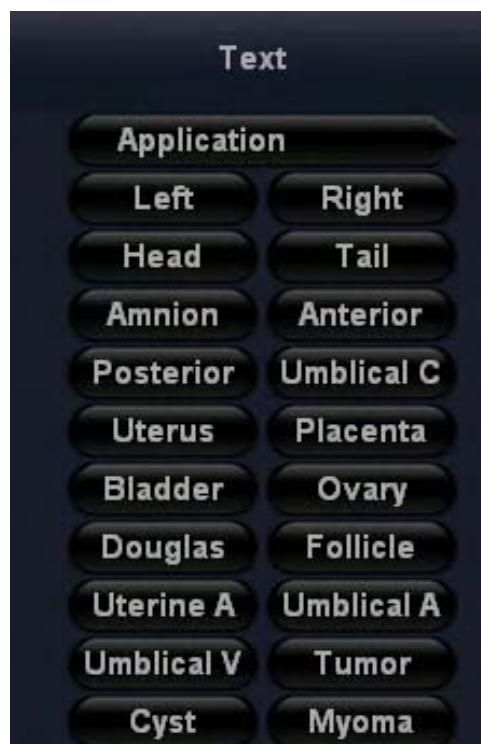 Text
Application
Left Right
Head Tail
Amnion Anterior
Posterior Umblical C
Uterus Placenta
Bladder Ovary
Douglas Follicle
Uterine A Umblical A
Umblical V Tumor
Cyst Myoma